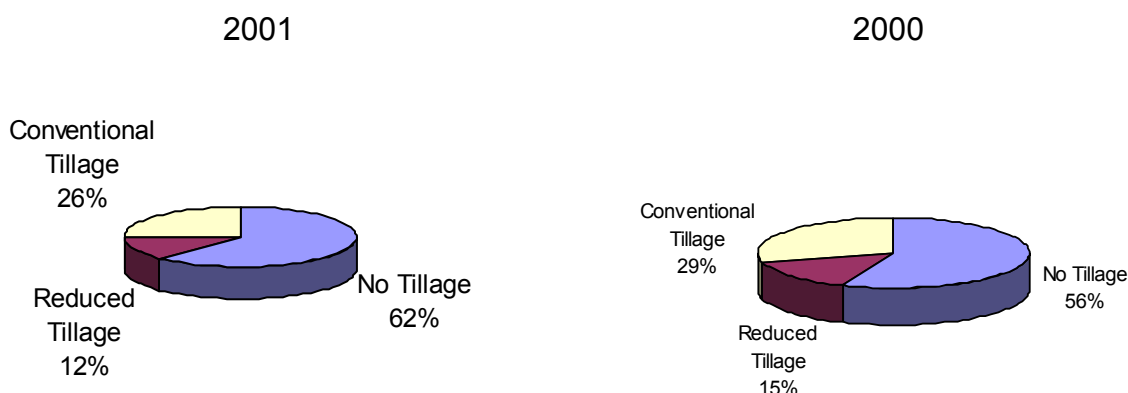 2001
Conventional
Tillage
26%
Reduced
Tillage
12%
No Tillage
62%
2000
Conventional
Tillage
29%
Reduced
Tillage
15%
No Tillage
56%